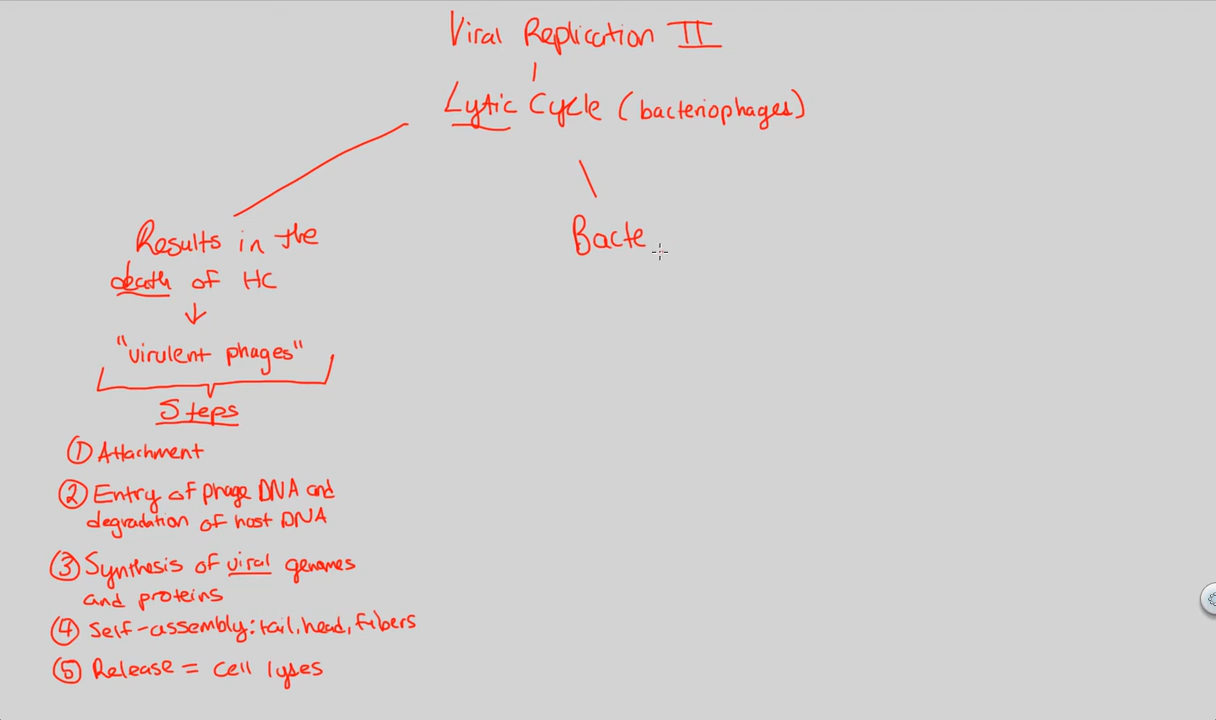 Viral Replication II
Lytic Cycle (bacteriophages)
Results in the
death of HC
"virulent phages"
Steps
① Attachment
② Entry of phage DNA and
degradation of host DNA
③ Synthesis of viral genomes
and proteins
④ Self-assembly: tail, head, fibers
⑤ Release = cell lyses
Bacte